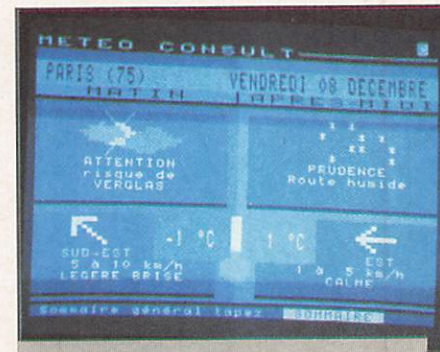 METEO CONSULT
PARIS (75)
VENDREDI 08 DECEMBRE
MATIN
APRES-MIDI
ATTENTION
risque de
VERGLAS
PRUDENCE
Route humide
SUD-EST
5 à 10 km/h
LEGERE BRISE
-1 °C
1 °C
EST
1 à 5 km/h
CALME
sommaire général tapez SOMMAIRE